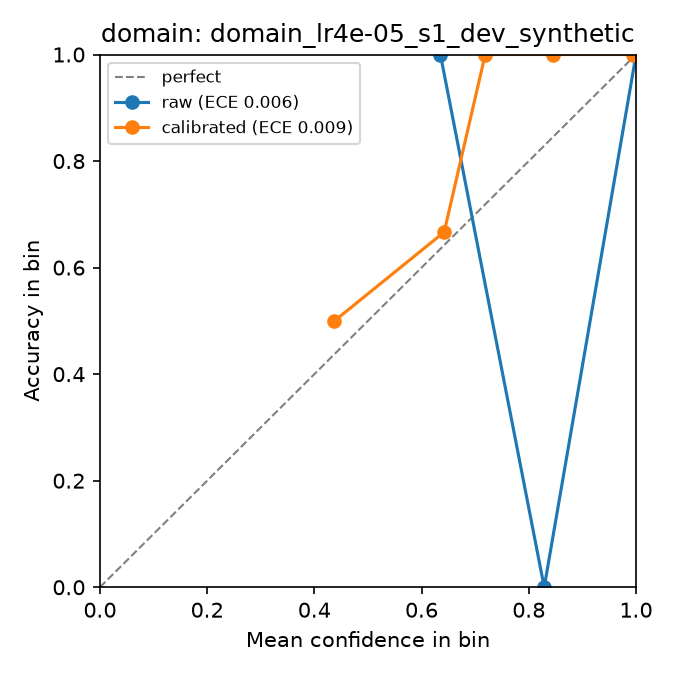 domain: domain_lr4e-05_s1_dev_synthetic
perfect
raw (ECE 0.006)
calibrated (ECE 0.009)
1.0
0.8
0.6
0.4
0.2
0.0
Accuracy in bin
0.0 0.2 0.4 0.6 0.8 1.0
Mean confidence in bin